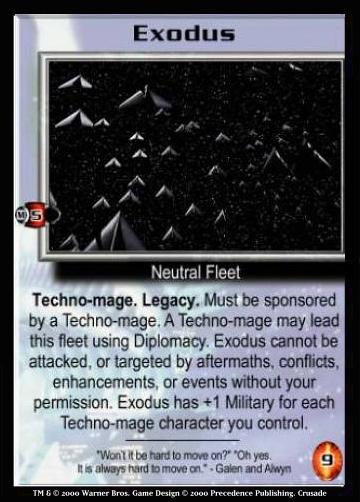 Exodus
M 5
Neutral Fleet
Techno-mage. Legacy. Must be sponsored
by a Techno-mage. A Techno-mage may lead
this fleet using Diplomacy. Exodus cannot be
attacked, or targeted by aftermaths, conflicts,
enhancements, or events without your
permission. Exodus has +1 Military for each
Techno-mage character you control.
"Won't it be hard to move on?" "Oh yes.
It is always hard to move on." - Galen and Alwyn
9
TM & © 2000 Warner Bros. Game Design © 2000 Precedence Publishing. Crusade